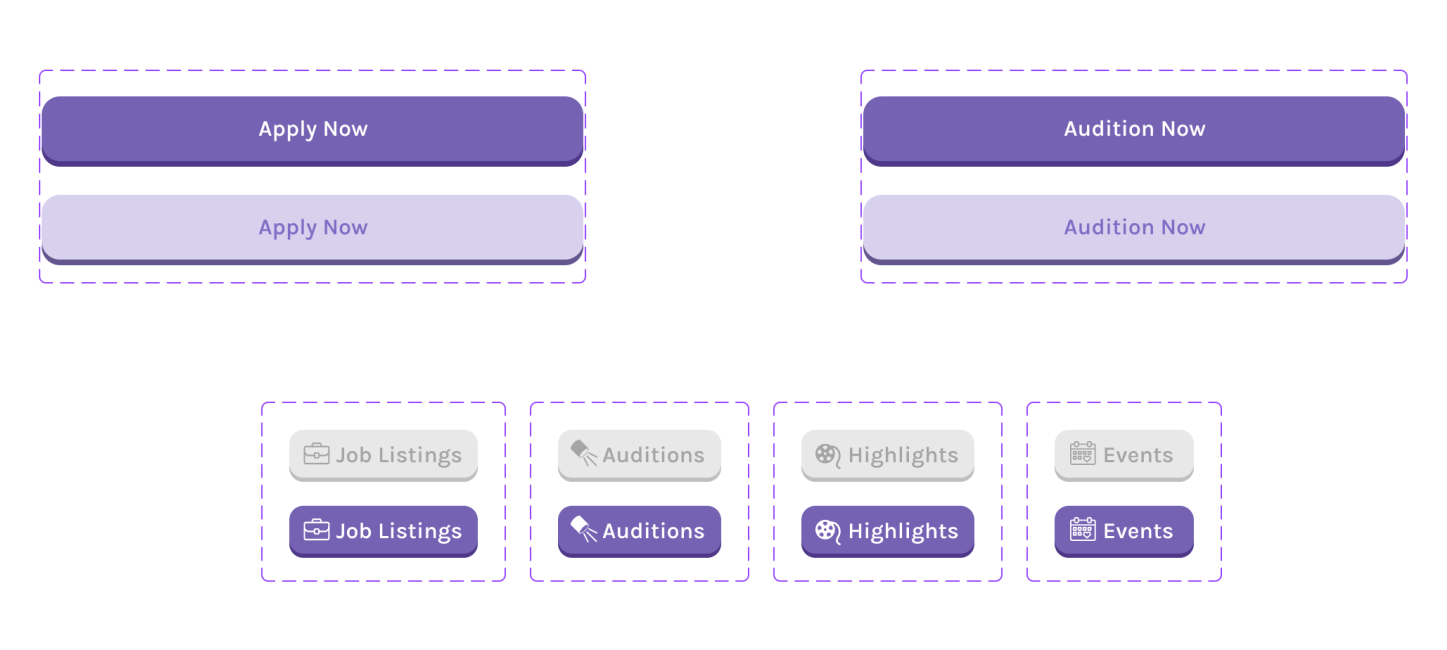 Apply Now
Audition Now
Apply Now
Audition Now
Job Listings
Auditions
Highlights
Events
Job Listings
Auditions
Highlights
Events